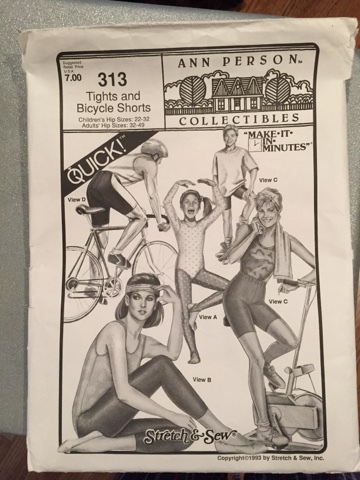 Suggested
Retail Price
U.S.A.
7.00
313
Tights and
Bicycle Shorts
Children's Hip Sizes: 22-32
Adults' Hip Sizes: 32-49
ANN PERSON™
COLLECTIBLES
QUICK!™
"MAKE•IT
•IN•
MINUTES"
View D
View C
View A
View C
View B
Stretch & Sew®
Copyright©1993 by Stretch & Sew, Inc.